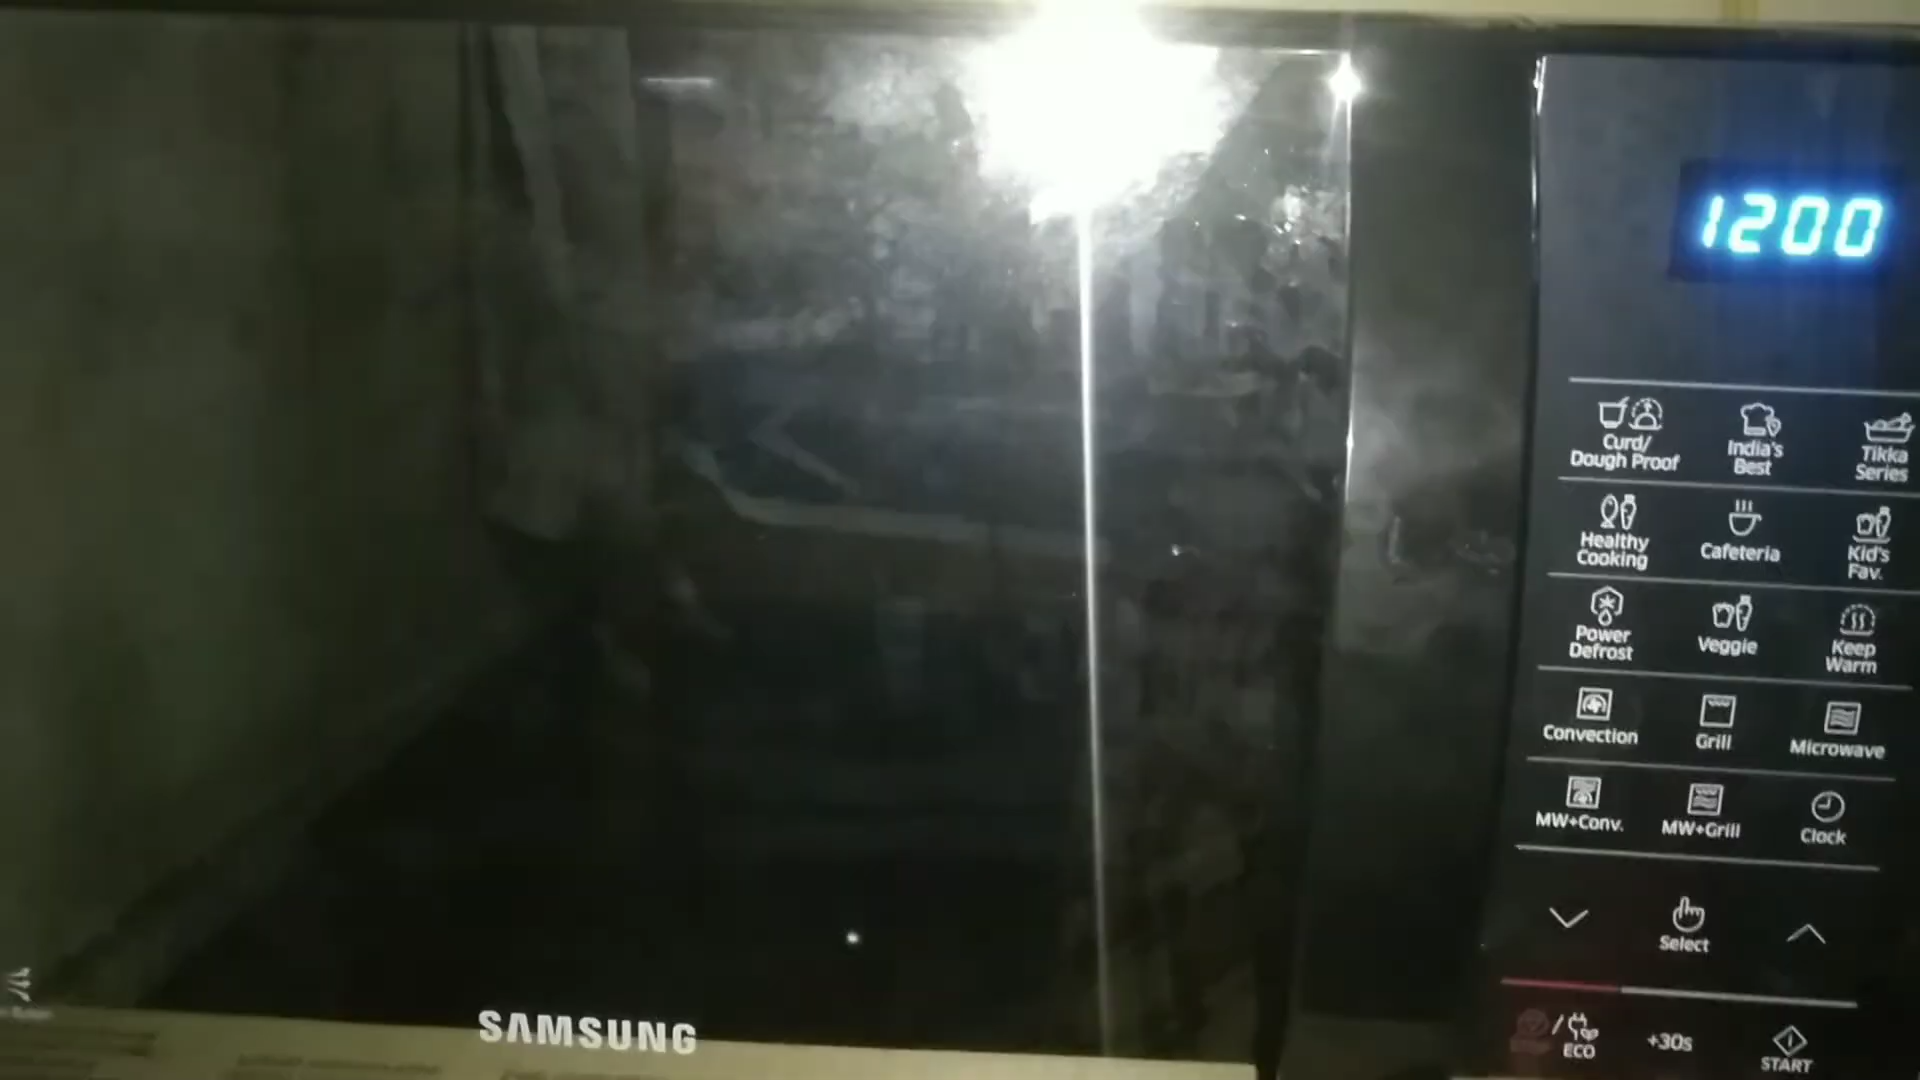 1200
Curd/
Dough Proof
India's
Best
Tikka
Series
Healthy
Cooking
Cafeteria
Kid's
Fav.
Power
Defrost
Veggie
Keep
Warm
Convection
Grill
Microwave
MW+Conv.
MW+Grill
Clock
Select
/
ECO
+30s
START
SAMSUNG